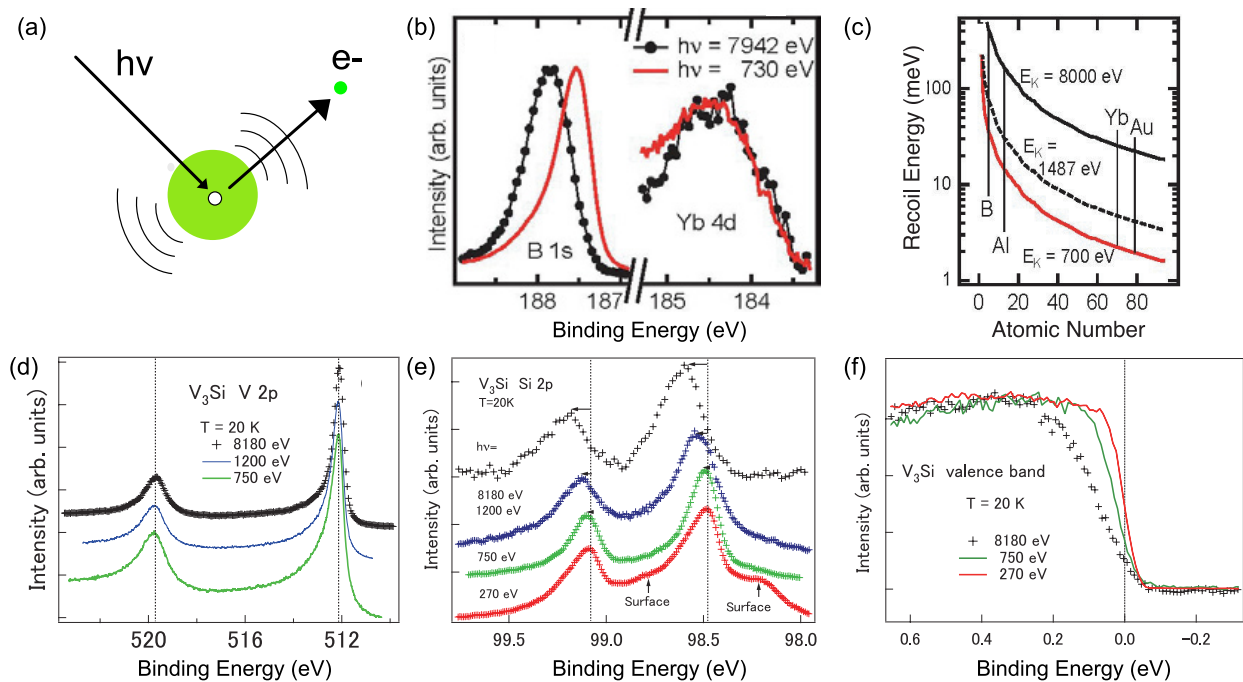 (a)
hν
e-
(b)
Intensity (arb. units)
hν = 7942 eV
hν = 730 eV
B 1s
Yb 4d
188 187 185 184
Binding Energy (eV)
(c)
Recoil Energy (meV)
100
10
1
E_K = 8000 eV
E_K =
1487 eV
E_K = 700 eV
B
Al
Yb
Au
0 20 40 60 80
Atomic Number
(d)
Intensity (arb. units)
V₃Si V 2p
T = 20 K
8180 eV
1200 eV
750 eV
520 516 512
Binding Energy (eV)
(e)
Intensity (arb. units)
V₃Si Si 2p
T=20K
hν=
8180 eV
1200 eV
750 eV
270 eV
Surface
Surface
99.5 99.0 98.5 98.0
Binding Energy (eV)
(f)
Intensity (arb. units)
V₃Si valence band
T = 20 K
8180 eV
750 eV
270 eV
0.6 0.4 0.2 0.0 -0.2
Binding Energy (eV)